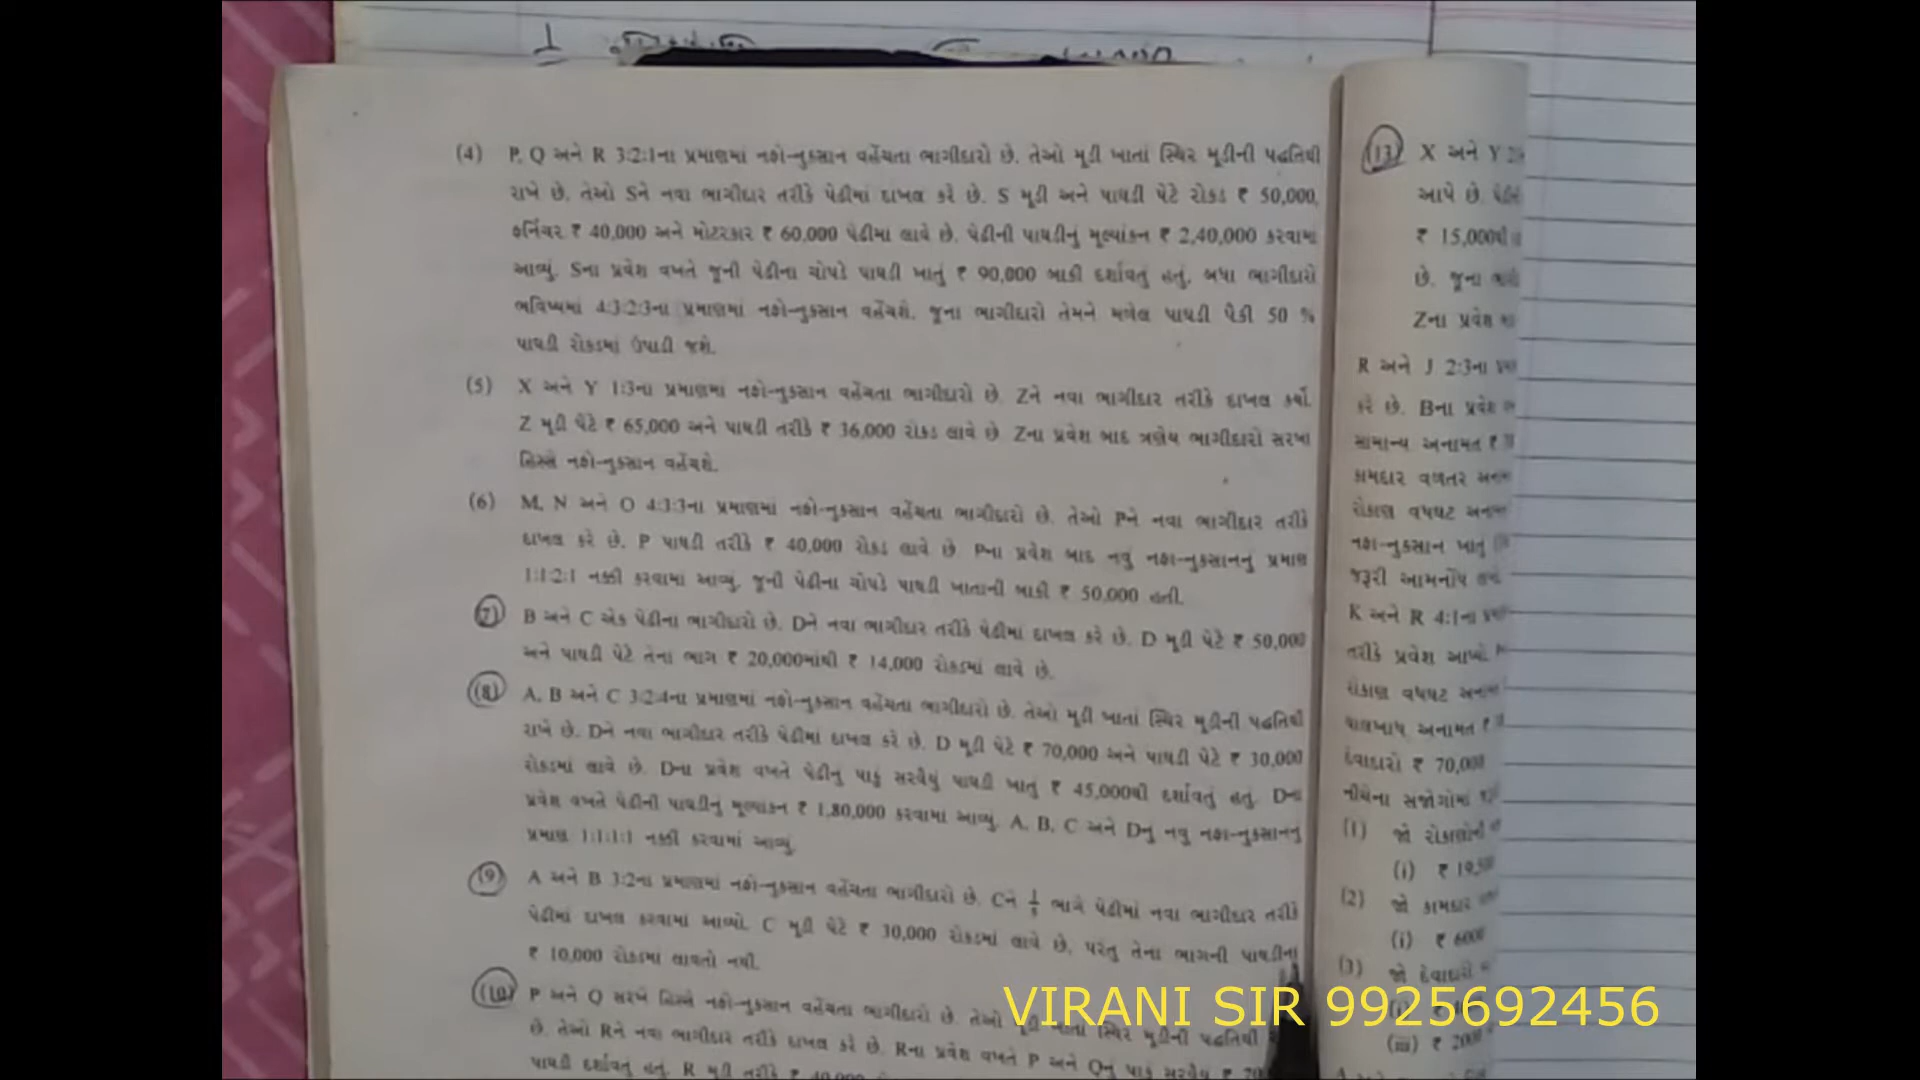 (4) P, Q અને R 3:2:1ના પ્રમાણમાં નફો-નુકસાન વહેંચતા ભાગીદારો છે. તેઓ મૂડી ખાતાં સ્થિર મૂડીની પદ્ધતિથી
રાખે છે. તેઓ Sને નવા ભાગીદાર તરીકે પેઢીમાં દાખલ કરે છે. S મૂડી અને પાઘડી પેટે રોકડ ₹ 50,000,
ફર્નિચર ₹ 40,000 અને મોટરકાર ₹ 60,000 પેઢીમાં લાવે છે. પેઢીની પાઘડીનું મૂલ્યાંકન ₹ 2,40,000 કરવામાં
આવ્યું. Sના પ્રવેશ વખતે જૂની પેઢીના ચોપડે પાઘડી ખાતું ₹ 90,000 બાકી દર્શાવતું હતું. બધા ભાગીદારો
ભવિષ્યમાં 4:3:2:3ના પ્રમાણમાં નફો-નુકસાન વહેંચશે. જૂના ભાગીદારો તેમને મળેલ પાઘડી પૈકી 50 %
પાઘડી રોકડમાં ઉપાડી જશે.
(5) X અને Y 1:3ના પ્રમાણમાં નફો-નુકસાન વહેંચતા ભાગીદારો છે. Zને નવા ભાગીદાર તરીકે દાખલ કર્યો.
Z મૂડી પેટે ₹ 65,000 અને પાઘડી તરીકે ₹ 36,000 રોકડ લાવે છે. Zના પ્રવેશ બાદ ત્રણેય ભાગીદારો સરખા
હિસ્સે નફો-નુકસાન વહેંચશે.
(6) M, N અને O 4:3:3ના પ્રમાણમાં નફો-નુકસાન વહેંચતા ભાગીદારો છે. તેઓ Pને નવા ભાગીદાર તરીકે
દાખલ કરે છે. P પાઘડી તરીકે ₹ 40,000 રોકડ લાવે છે. Pના પ્રવેશ બાદ નવું નફા-નુકસાનનું પ્રમાણ
1:1:2:1 નક્કી કરવામાં આવ્યું. જૂની પેઢીના ચોપડે પાઘડી ખાતાની બાકી ₹ 50,000 હતી.
(7) B અને C એક પેઢીના ભાગીદારો છે. Dને નવા ભાગીદાર તરીકે પેઢીમાં દાખલ કરે છે. D મૂડી પેટે ₹ 50,000
અને પાઘડી પેટે તેના ભાગ ₹ 20,000માંથી ₹ 14,000 રોકડમાં લાવે છે.
(8) A, B અને C 3:2:4ના પ્રમાણમાં નફો-નુકસાન વહેંચતા ભાગીદારો છે. તેઓ મૂડી ખાતાં સ્થિર મૂડીની પદ્ધતિથી
રાખે છે. Dને નવા ભાગીદાર તરીકે પેઢીમાં દાખલ કરે છે. D મૂડી પેટે ₹ 70,000 અને પાઘડી પેટે ₹ 30,000
રોકડમાં લાવે છે. Dના પ્રવેશ વખતે પેઢીનું પાકું સરવૈયું પાઘડી ખાતું ₹ 45,000થી દર્શાવતું હતું. Dના
પ્રવેશ વખતે પેઢીની પાઘડીનું મૂલ્યાંકન ₹ 1,80,000 કરવામાં આવ્યું. A, B, C અને Dનું નવું નફા-નુકસાનનું
પ્રમાણ 1:1:1:1 નક્કી કરવામાં આવ્યું.
(9) A અને B 3:2ના પ્રમાણમાં નફો-નુકસાન વહેંચતા ભાગીદારો છે. Cને ભાગે પેઢીમાં નવા ભાગીદાર તરીકે
પેઢીમાં દાખલ કરવામાં આવ્યો. C મૂડી પેટે ₹ 30,000 રોકડમાં લાવે છે, પરંતુ તેના ભાગની પાઘડીના
₹ 10,000 રોકડમાં લાવતો નથી.
(10) P અને Q સરખે હિસ્સે નફો-નુકસાન વહેંચતા ભાગીદારો છે. તેઓ મૂડી ખાતાં સ્થિર મૂડીની પદ્ધતિથી
છે. તેઓ Rને નવા ભાગીદાર તરીકે દાખલ કરે છે. Rના પ્રવેશ વખતે P અને Qનું પાકું સરવૈયું ₹
પાઘડી દર્શાવતું હતું. R મૂડી તરીકે ₹ 40,000
(13) X અને Y
આપે છે.
₹ 15,000થી
છે. જૂના
Zના પ્રવેશ
R અને J 2:3ના
કરે છે. Bના પ્રવેશ
સામાન્ય અનામત ₹
કામદાર વળતર
રોકાણ વધઘટ
નફા-નુકસાન ખાતું
જરૂરી આમનોંધ
K અને R 4:1ના
તરીકે પ્રવેશ આપ્યો.
રોકાણ વધઘટ
ઘાલખાધ અનામત ₹
દેવાદારો ₹ 70,000
નીચેના સંજોગોમાં
(1) જો રોકાણોની
(i) ₹
(2) જો કામદાર
(i) ₹
(3) જો દેવાદારો
(iii) ₹
VIRANI SIR 9925692456